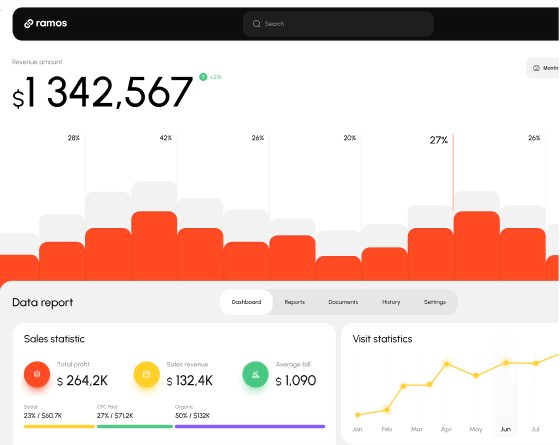 ramos
Search
Revenue amount
$1 342,567
+21%
Month
28%
42%
26%
20%
27%
26%
Data report
Dashboard
Reports
Documents
History
Settings
Sales statistic
Visit statistics
Total profit
$ 264,2K
Sales revenue
$ 132,4K
Average bill
$ 1,090
Social
23% / $60,7K
CPC Paid
27% / $71,2K
Organic
50% / $132K
Jan
Feb
Mar
Apr
May
Jun
Jul